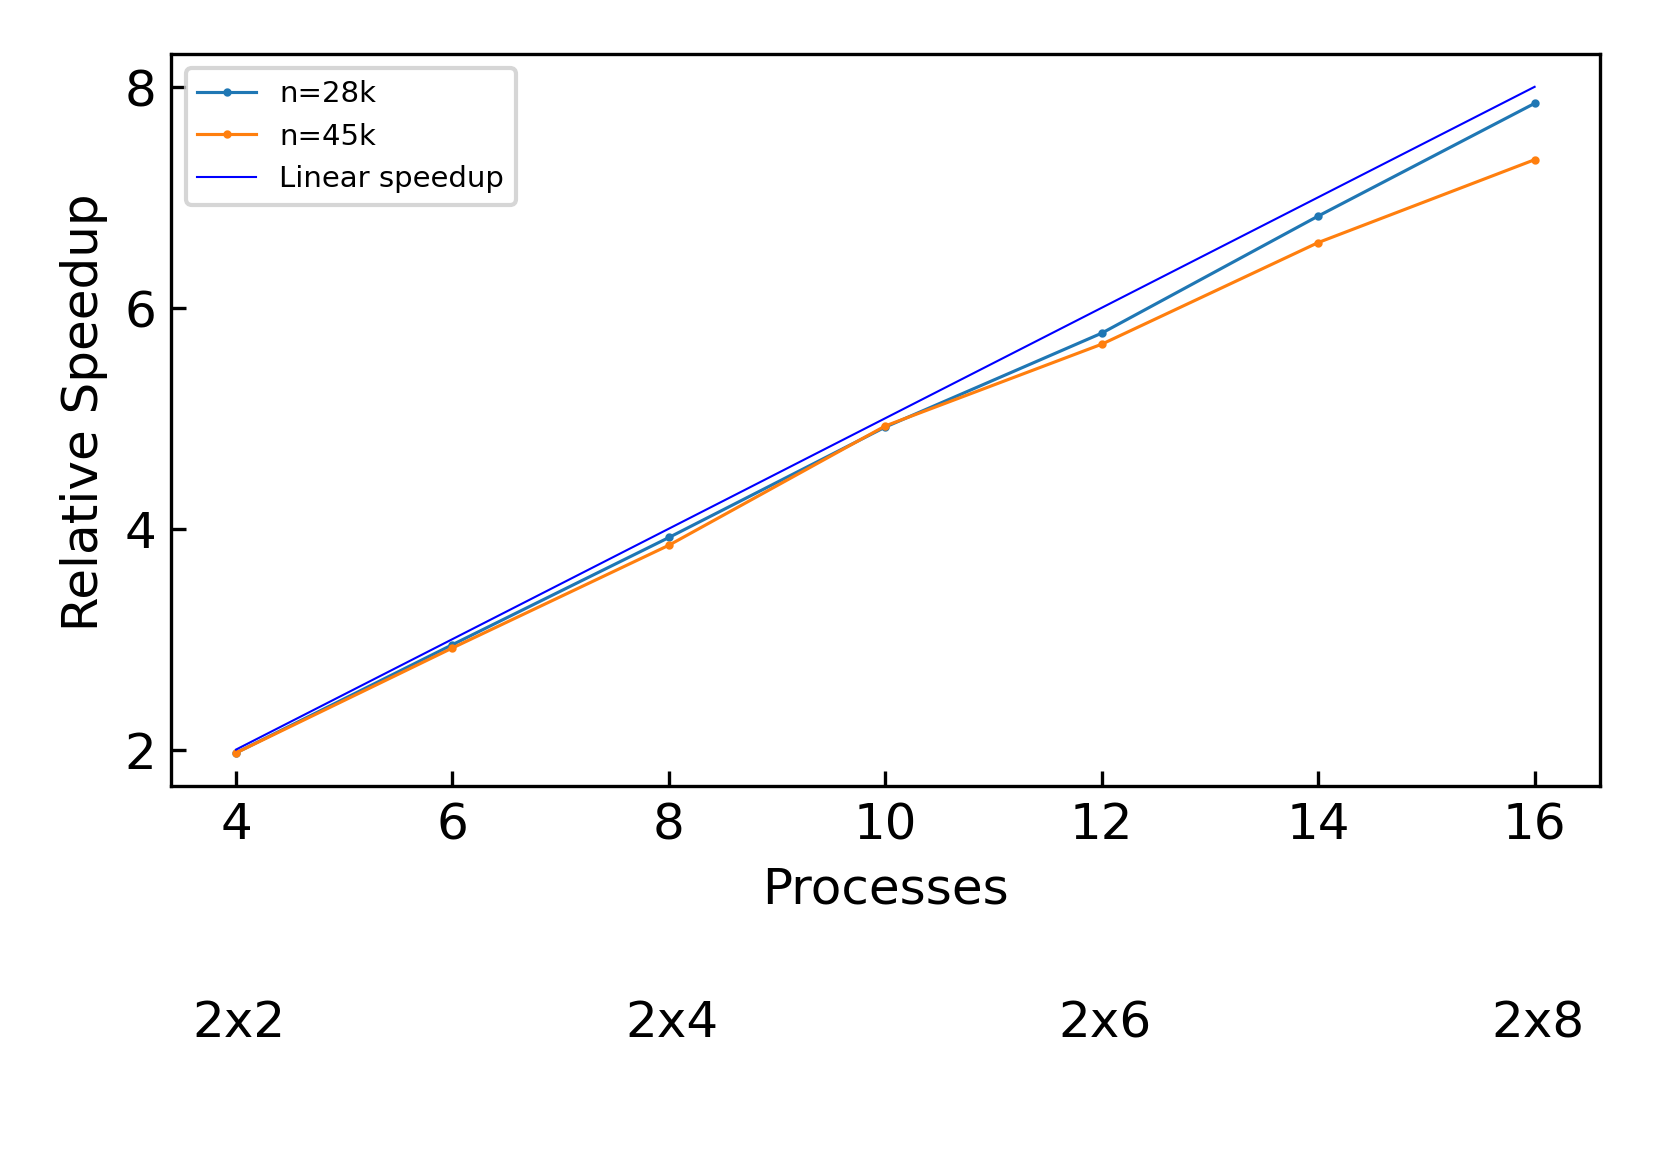 n=28k
n=45k
Linear speedup
Relative Speedup
8
6
4
2
4 6 8 10 12 14 16
Processes
2x2 2x4 2x6 2x8